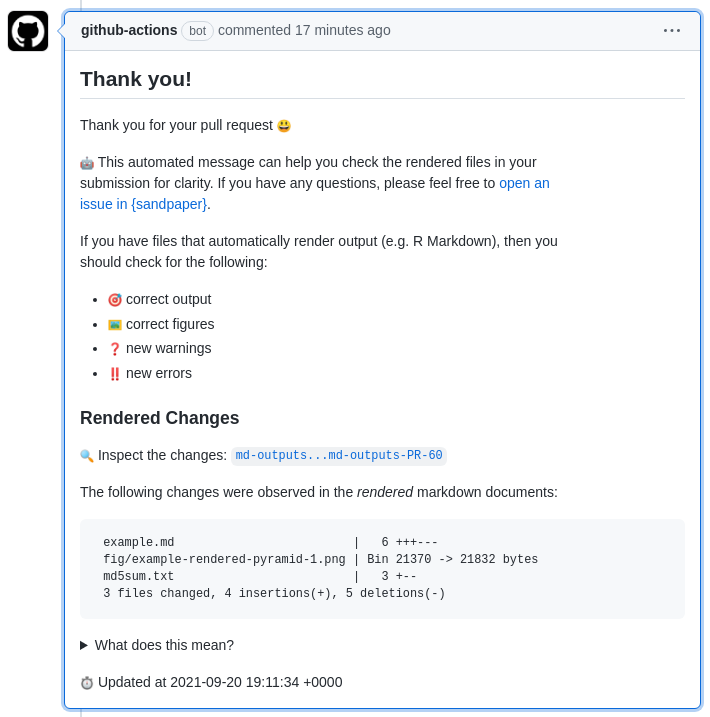 github-actions bot commented 17 minutes ago
Thank you!
Thank you for your pull request 😃
🤖 This automated message can help you check the rendered files in your
submission for clarity. If you have any questions, please feel free to open an
issue in {sandpaper}.
If you have files that automatically render output (e.g. R Markdown), then you
should check for the following:
• 🎯 correct output
• 🖼️ correct figures
• ❓ new warnings
• ‼️ new errors
Rendered Changes
🔍 Inspect the changes: md-outputs...md-outputs-PR-60
The following changes were observed in the rendered markdown documents:
example.md                          |   6 +++---
fig/example-rendered-pyramid-1.png | Bin 21370 -> 21832 bytes
md5sum.txt                          |   3 +--
3 files changed, 4 insertions(+), 5 deletions(-)
▶ What does this mean?
⏱️ Updated at 2021-09-20 19:11:34 +0000